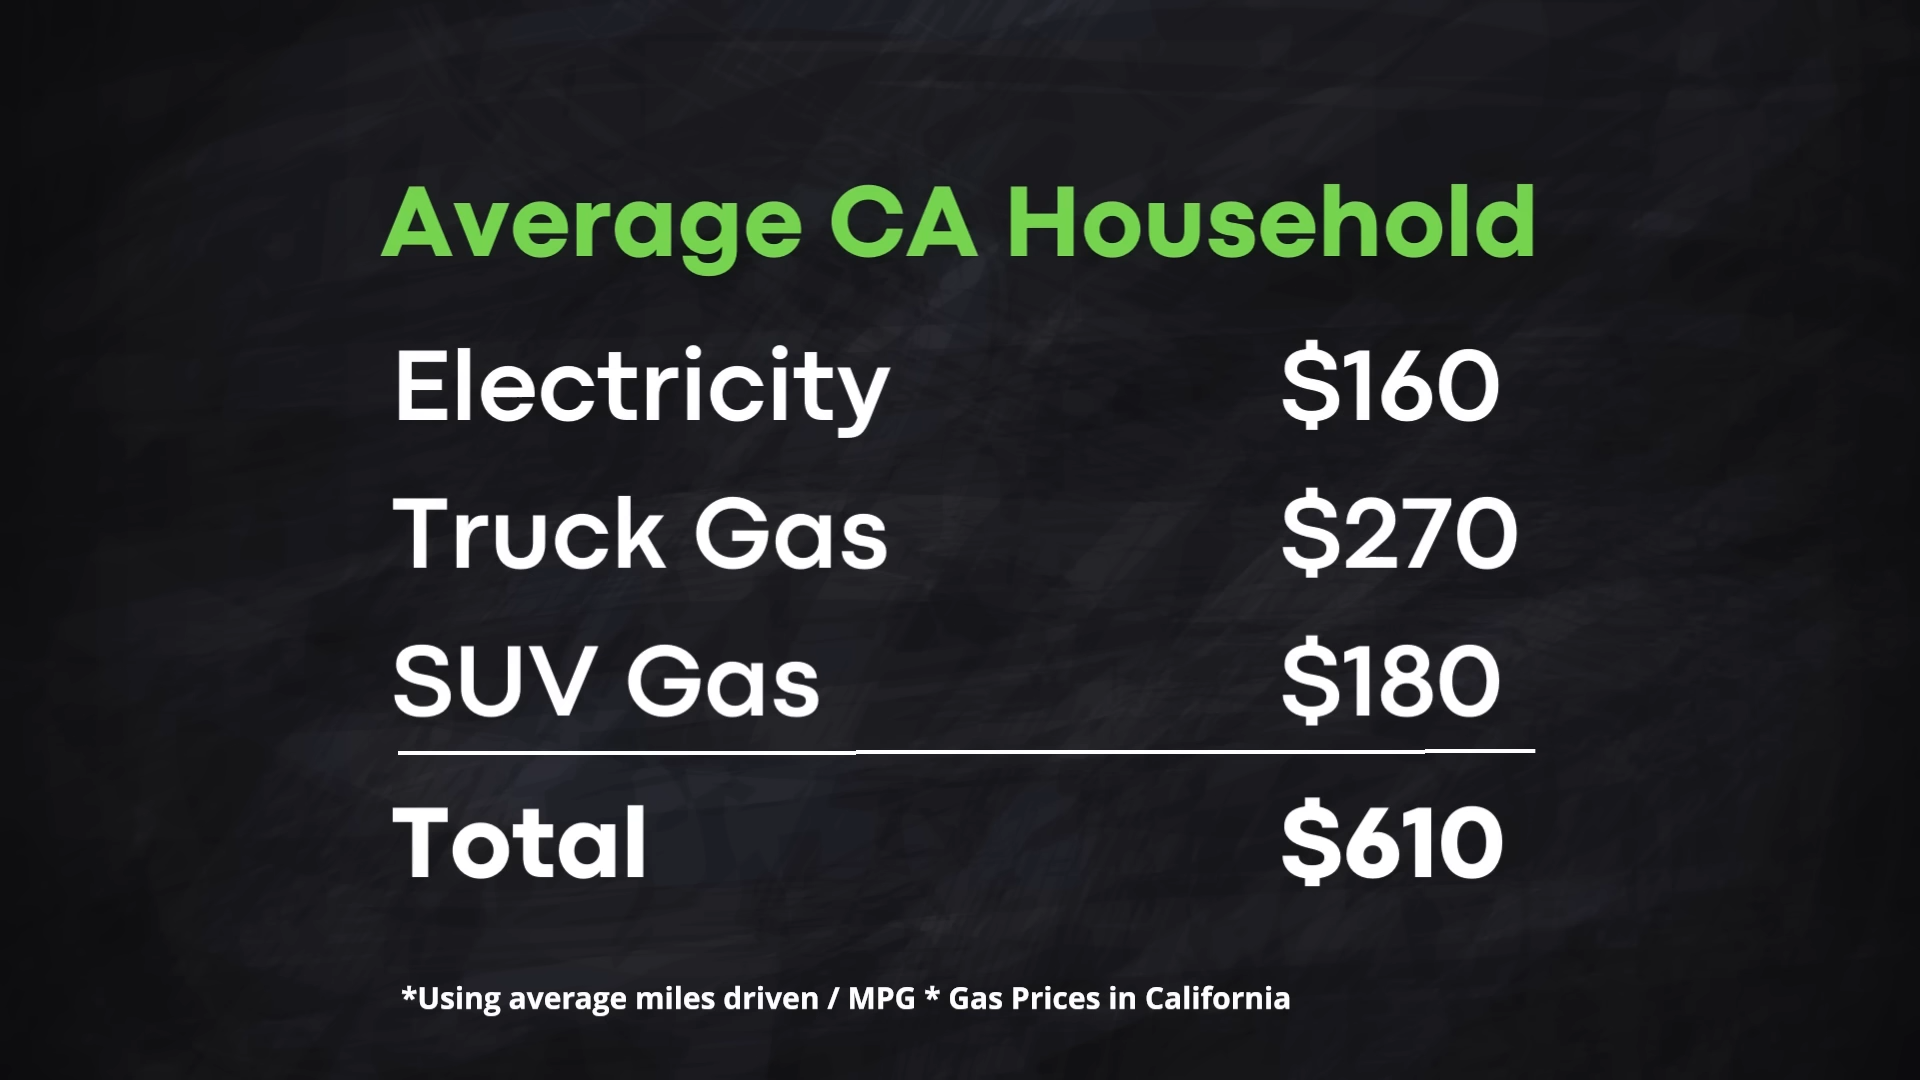 Average CA Household
Electricity $160
Truck Gas $270
SUV Gas $180
Total $610
*Using average miles driven / MPG * Gas Prices in California